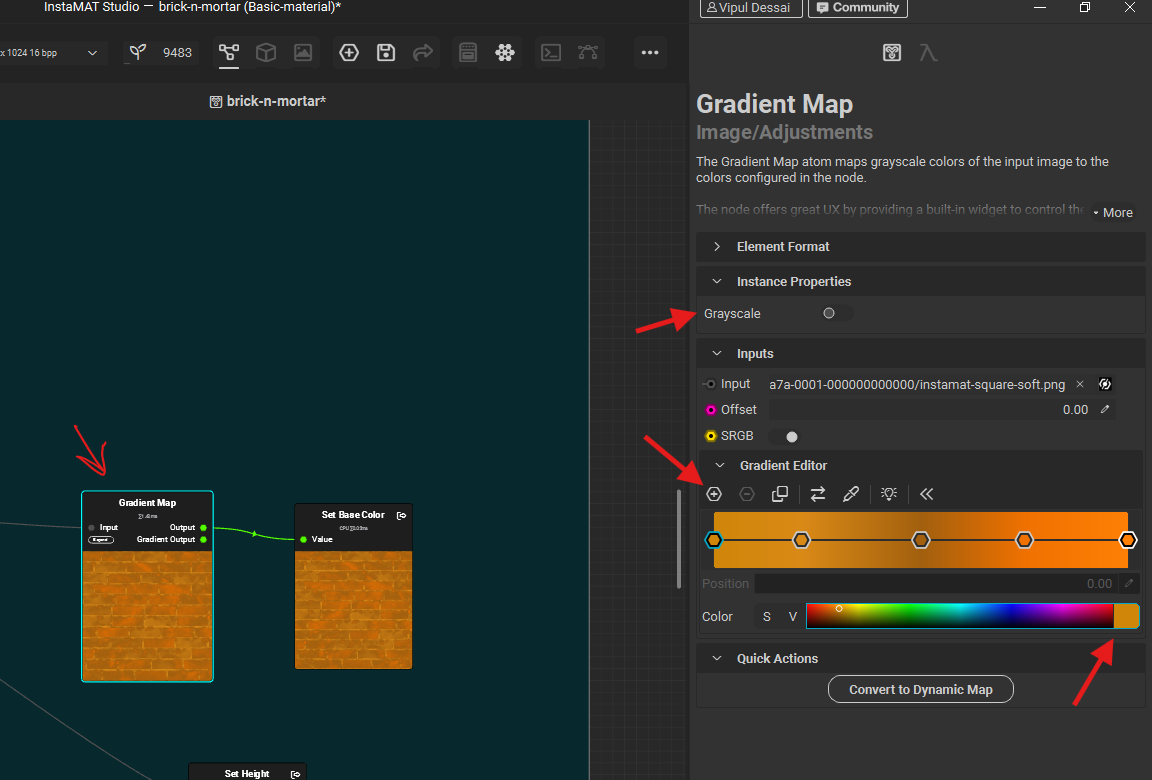 InstaMAT Studio — brick-n-mortar (Basic-material)*
Vipul Dessai
Community
x 1024 16 bpp
9483
brick-n-mortar*
Gradient Map
Image/Adjustments
The Gradient Map atom maps grayscale colors of the input image to the
colors configured in the node.
The node offers great UX by providing a built-in widget to control the
More
Element Format
Instance Properties
Grayscale
Inputs
Input a7a-0001-000000000000/instamat-square-soft.png
Offset 0.00
SRGB
Gradient Editor
Position 0.00
Color S V
Quick Actions
Convert to Dynamic Map
Gradient Map
Input Output
Gradient Output
Set Base Color
Value
Set Height